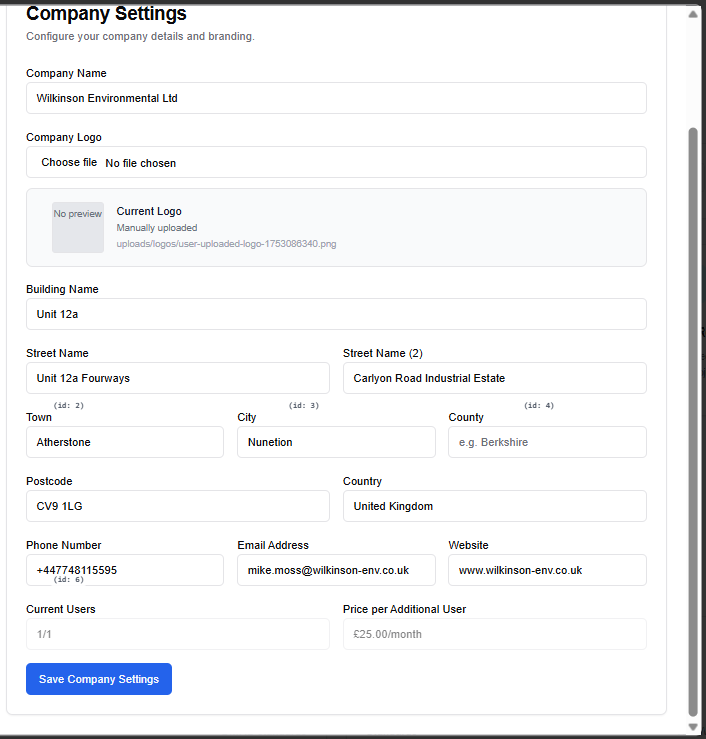 Company Settings
Configure your company details and branding.
Company Name
Wilkinson Environmental Ltd
Company Logo
Choose file No file chosen
No preview
Current Logo
Manually uploaded
uploads/logos/user-uploaded-logo-1753086340.png
Building Name
Unit 12a
Street Name
Street Name (2)
Unit 12a Fourways
Carlyon Road Industrial Estate
(id: 2)
(id: 3)
(id: 4)
Town
City
County
Atherstone
Nunetion
e.g. Berkshire
Postcode
Country
CV9 1LG
United Kingdom
Phone Number
Email Address
Website
+447748115595
mike.moss@wilkinson-env.co.uk
www.wilkinson-env.co.uk
(id: 6)
Current Users
Price per Additional User
1/1
£25.00/month
Save Company Settings